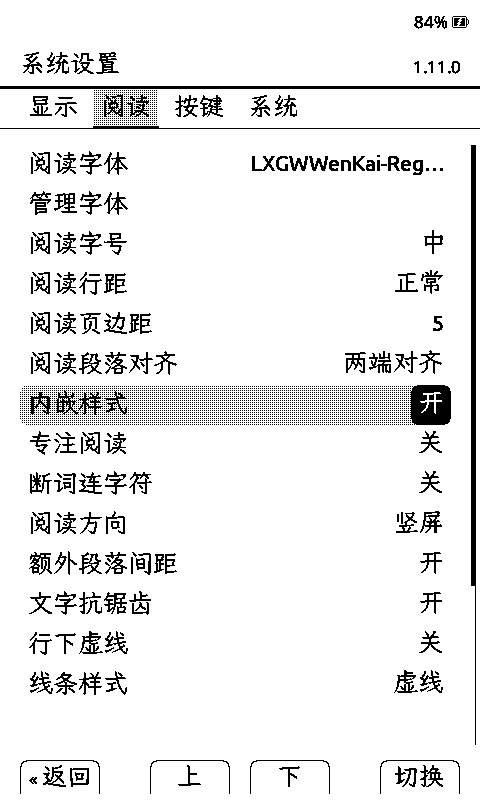 84%
系统设置 1.11.0
显示 阅读 按键 系统
阅读字体 LXGWWenKai-Reg...
管理字体
阅读字号 中
阅读行距 正常
阅读页边距 5
阅读段落对齐 两端对齐
内嵌样式 开
专注阅读 关
断词连字符 关
阅读方向 竖屏
额外段落间距 开
文字抗锯齿 开
行下虚线 关
线条样式 虚线
« 返回 上 下 切换